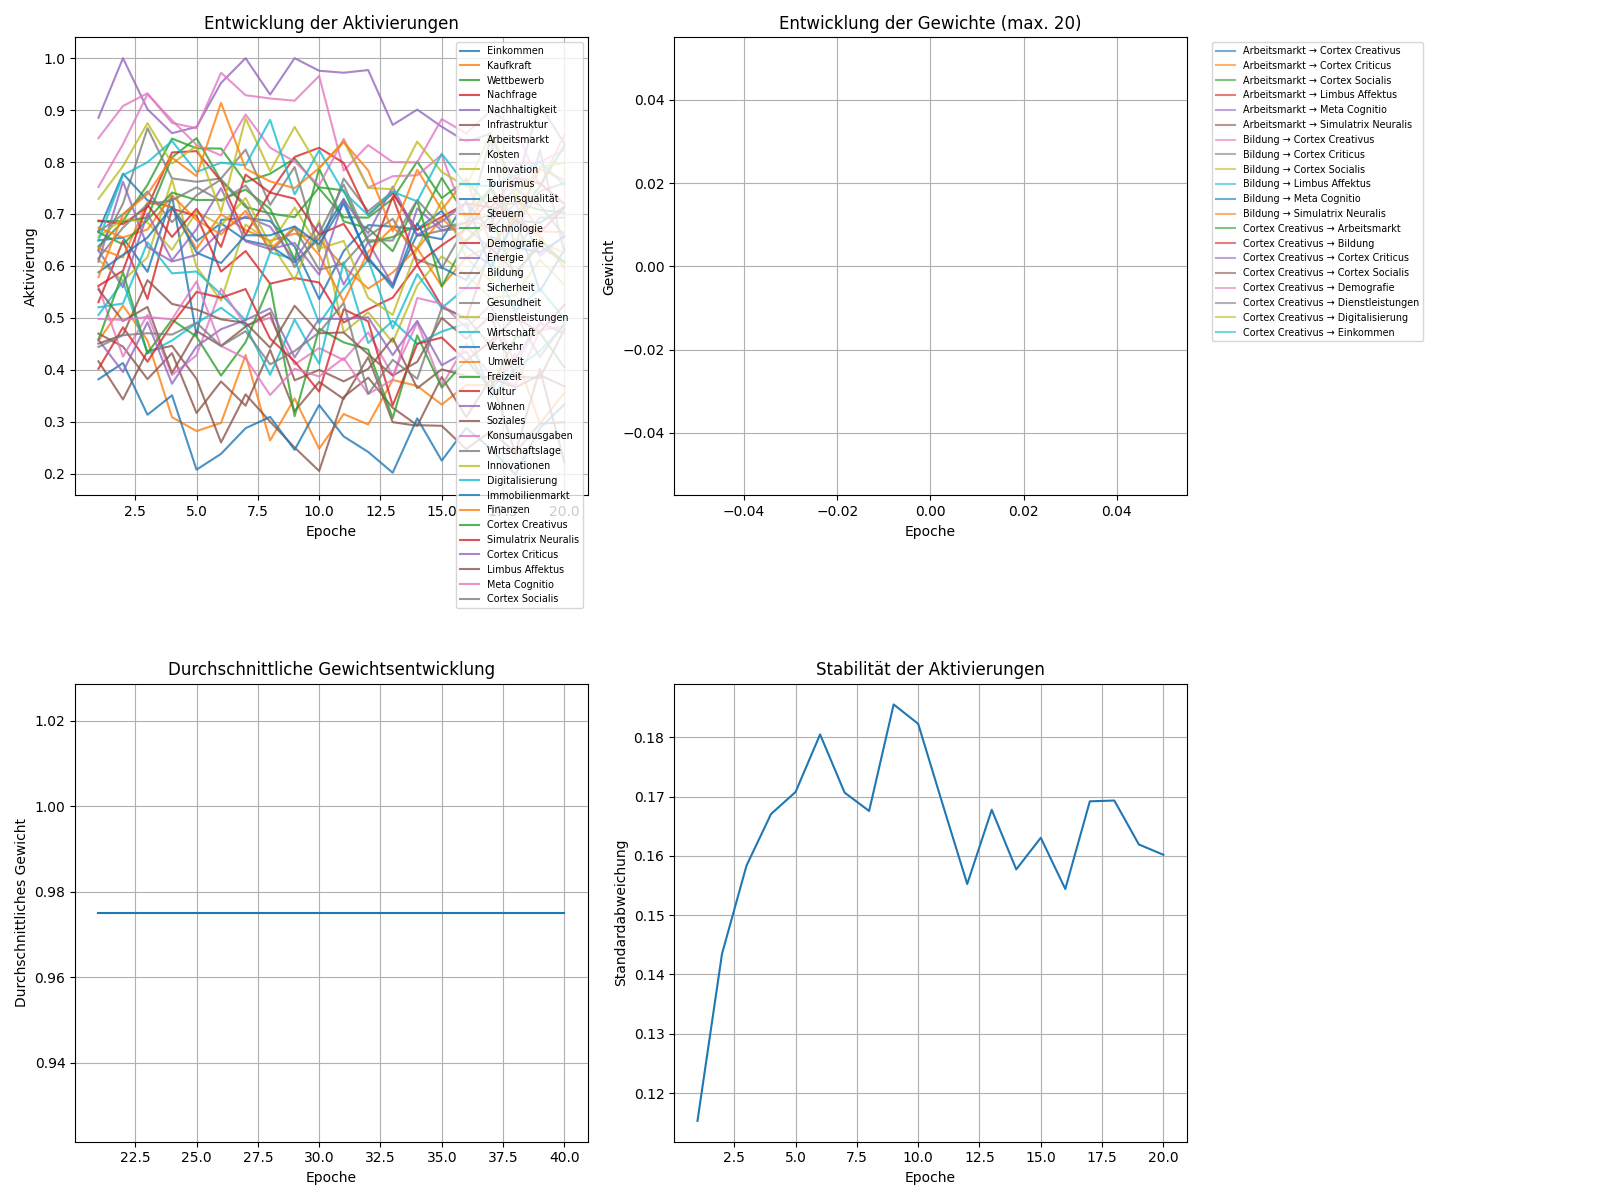 Entwicklung der Aktivierungen
Aktivierung
1.0
0.9
0.8
0.7
0.6
0.5
0.4
0.3
0.2
2.5 5.0 7.5 10.0 12.5 15.0 17.5 20.0
Epoche
Einkommen
Kaufkraft
Wettbewerb
Nachfrage
Nachhaltigkeit
Infrastruktur
Arbeitsmarkt
Kosten
Innovation
Tourismus
Lebensqualität
Steuern
Technologie
Demografie
Energie
Bildung
Sicherheit
Gesundheit
Dienstleistungen
Wirtschaft
Verkehr
Umwelt
Freizeit
Kultur
Wohnen
Soziales
Konsumausgaben
Wirtschaftslage
Innovationen
Digitalisierung
Immobilienmarkt
Finanzen
Cortex Creativus
Simulatrix Neuralis
Cortex Criticus
Limbus Affektus
Meta Cognitio
Cortex Socialis
Entwicklung der Gewichte (max. 20)
Gewicht
0.04
0.02
0.00
−0.02
−0.04
−0.04 −0.02 0.00 0.02 0.04
Epoche
Arbeitsmarkt → Cortex Creativus
Arbeitsmarkt → Cortex Criticus
Arbeitsmarkt → Cortex Socialis
Arbeitsmarkt → Limbus Affektus
Arbeitsmarkt → Meta Cognitio
Arbeitsmarkt → Simulatrix Neuralis
Bildung → Cortex Creativus
Bildung → Cortex Criticus
Bildung → Cortex Socialis
Bildung → Limbus Affektus
Bildung → Meta Cognitio
Bildung → Simulatrix Neuralis
Cortex Creativus → Arbeitsmarkt
Cortex Creativus → Bildung
Cortex Creativus → Cortex Criticus
Cortex Creativus → Cortex Socialis
Cortex Creativus → Demografie
Cortex Creativus → Dienstleistungen
Cortex Creativus → Digitalisierung
Cortex Creativus → Einkommen
Durchschnittliche Gewichtsentwicklung
Durchschnittliches Gewicht
1.02
1.00
0.98
0.96
0.94
22.5 25.0 27.5 30.0 32.5 35.0 37.5 40.0
Epoche
Stabilität der Aktivierungen
Standardabweichung
0.18
0.17
0.16
0.15
0.14
0.13
0.12
2.5 5.0 7.5 10.0 12.5 15.0 17.5 20.0
Epoche